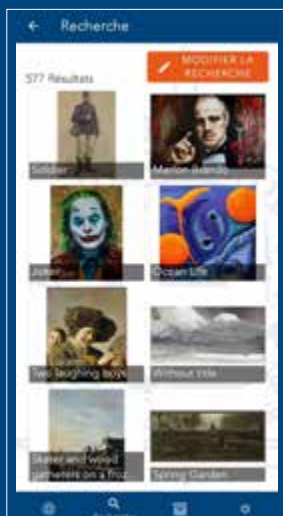 Recherche
MODIFIER LA
RECHERCHE
577 Résultats
Soldier
Marlon Brando
Joker
Ocean Life
Two laughing boys
Without title
Skater and wood
gatherers on a froz
Spring Garden